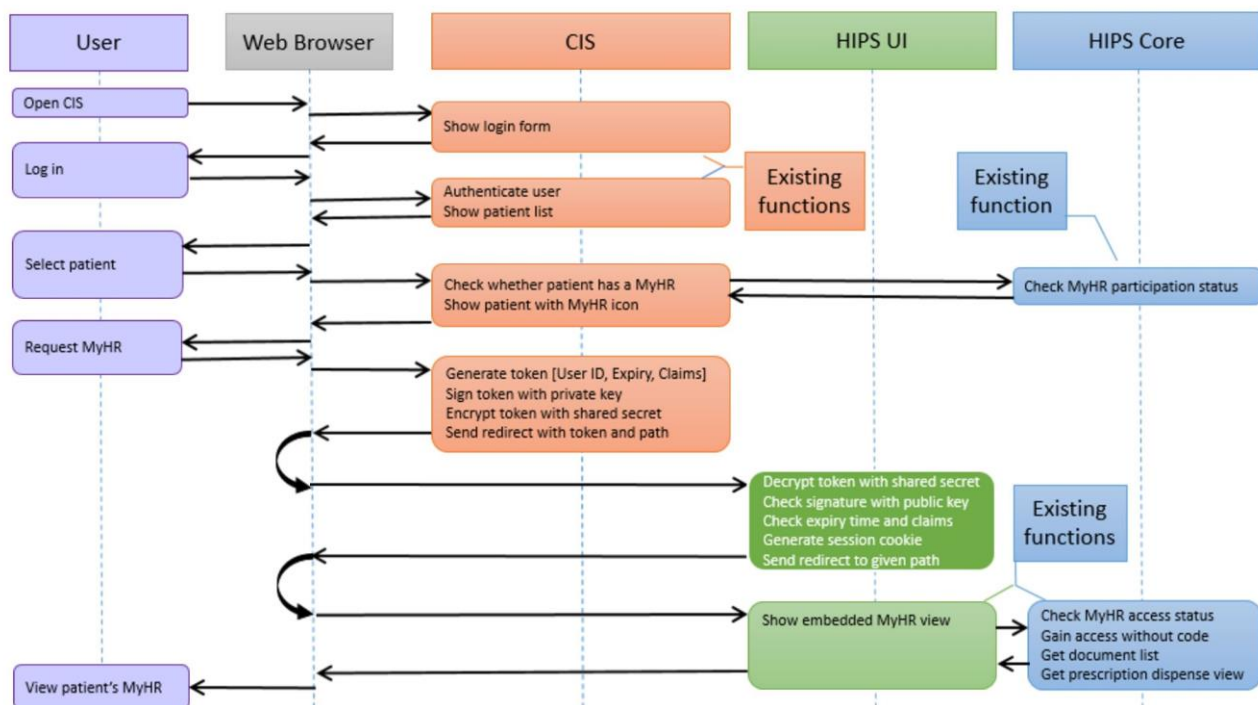 User
Web Browser
CIS
HIPS UI
HIPS Core
Open CIS
Show login form
Log in
Existing
functions
Existing
function
Authenticate user
Show patient list
Select patient
Check whether patient has a MyHR
Show patient with MyHR icon
Check MyHR participation status
Request MyHR
Generate token [User ID, Expiry, Claims]
Sign token with private key
Encrypt token with shared secret
Send redirect with token and path
Decrypt token with shared secret
Check signature with public key
Check expiry time and claims
Generate session cookie
Send redirect to given path
Existing
functions
Show embedded MyHR view
Check MyHR access status
Gain access without code
Get document list
Get prescription dispense view
View patient's MyHR